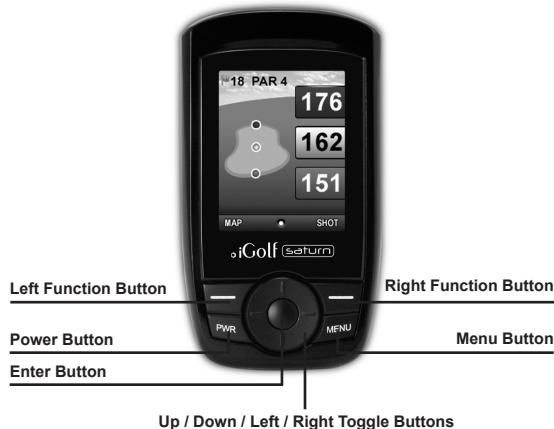 18 PAR 4
176
162
151
MAP SHOT
iGolf saturn
Left Function Button
Right Function Button
PWR
MENU
Power Button
Menu Button
Enter Button
Up / Down / Left / Right Toggle Buttons